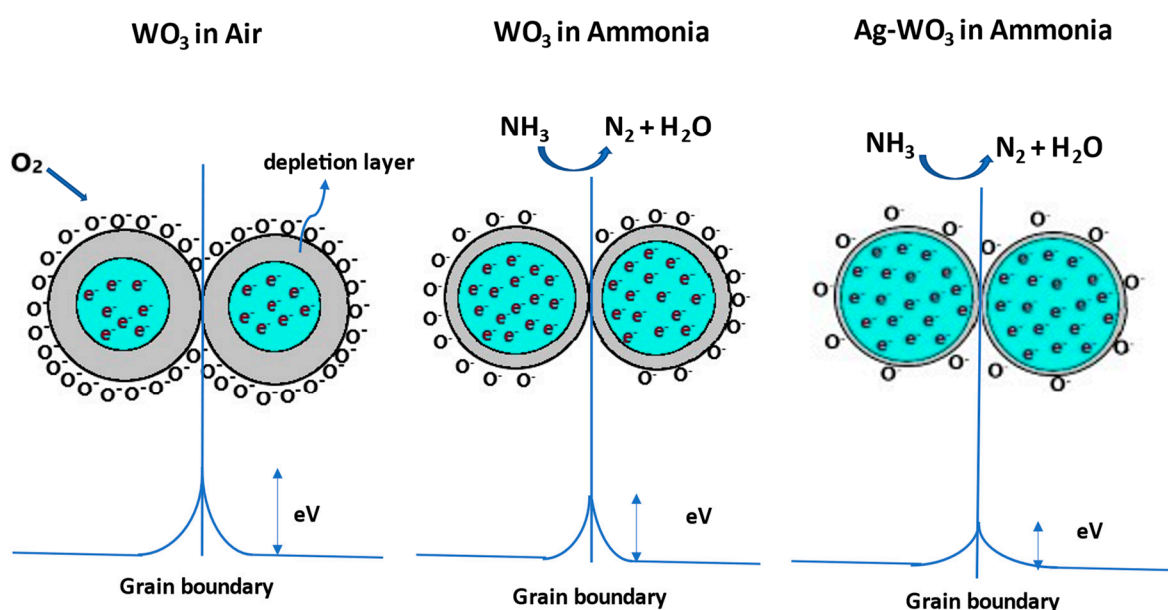 WO₃ in Air
WO₃ in Ammonia
Ag-WO₃ in Ammonia
O₂
depletion layer
NH₃
N₂ + H₂O
NH₃
N₂ + H₂O
O⁻ O⁻ O⁻ O⁻ O⁻ O⁻ O⁻ O⁻
e⁻ e⁻ e⁻ e⁻ e⁻ e⁻ e⁻ e⁻
eV
eV
eV
Grain boundary
Grain boundary
Grain boundary